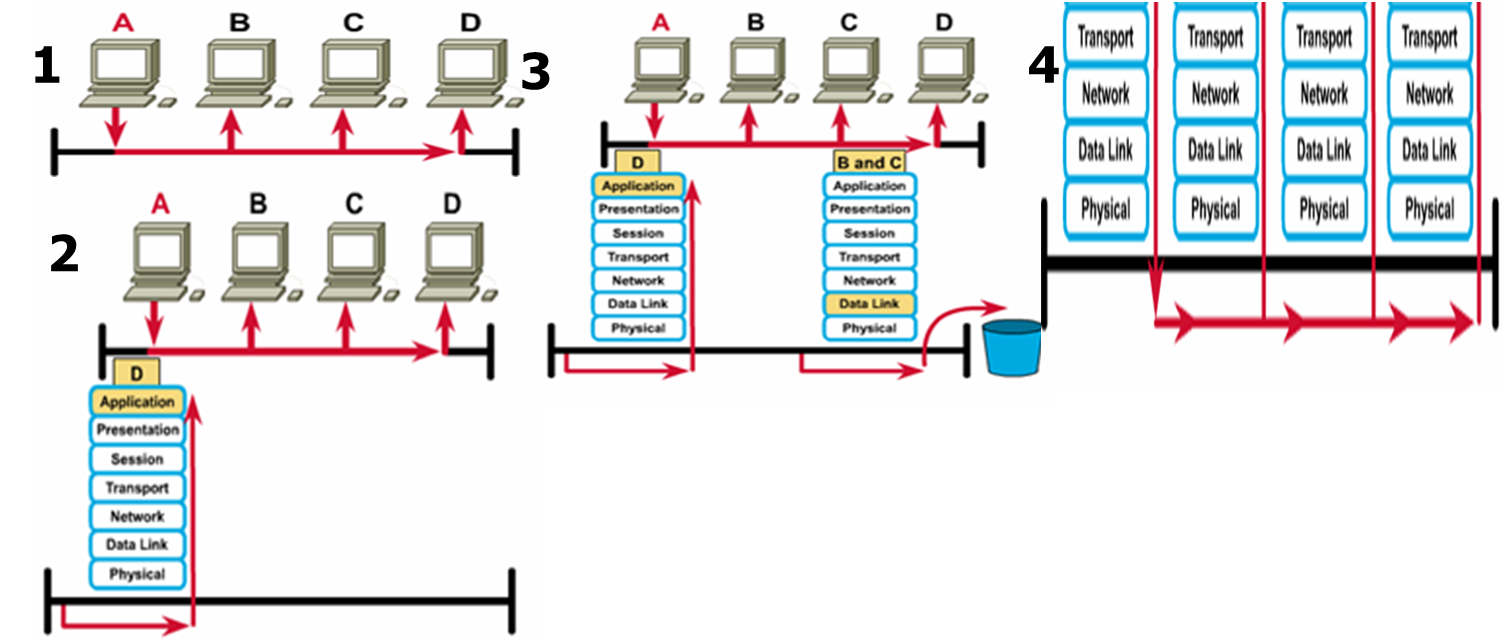 1
A B C D
2
A B C D
D
Application
Presentation
Session
Transport
Network
Data Link
Physical
3
A B C D
D
Application
Presentation
Session
Transport
Network
Data Link
Physical
B and C
Application
Presentation
Session
Transport
Network
Data Link
Physical
4
Transport Transport Transport Transport
Network Network Network Network
Data Link Data Link Data Link Data Link
Physical Physical Physical Physical